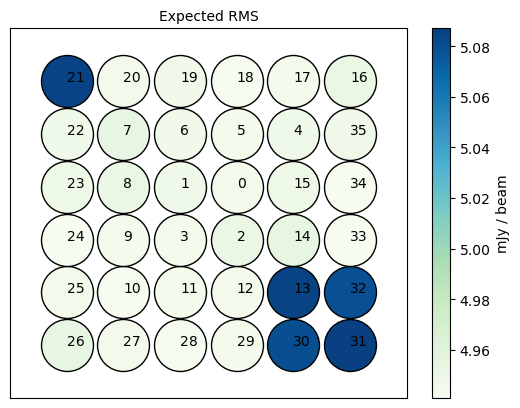 Expected RMS
21 20 19 18 17 16
22 7 6 5 4 35
23 8 1 0 15 34
24 9 3 2 14 33
25 10 11 12 13 32
26 27 28 29 30 31
5.08
5.06
5.04
5.02
5.00
4.98
4.96
mJy / beam